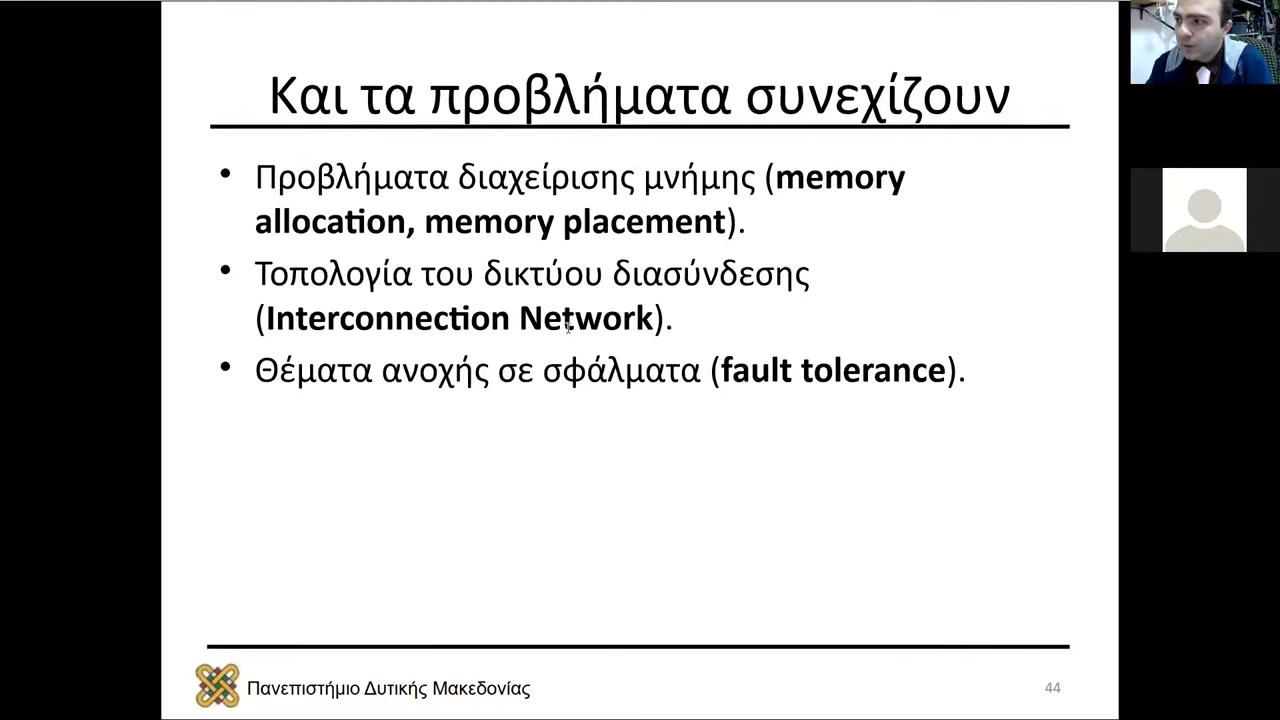 Και τα προβλήματα συνεχίζουν
• Προβλήματα διαχείρισης μνήμης (memory
allocation, memory placement).
• Τοπολογία του δικτύου διασύνδεσης
(Interconnection Network).
• Θέματα ανοχής σε σφάλματα (fault tolerance).
Πανεπιστήμιο Δυτικής Μακεδονίας
44